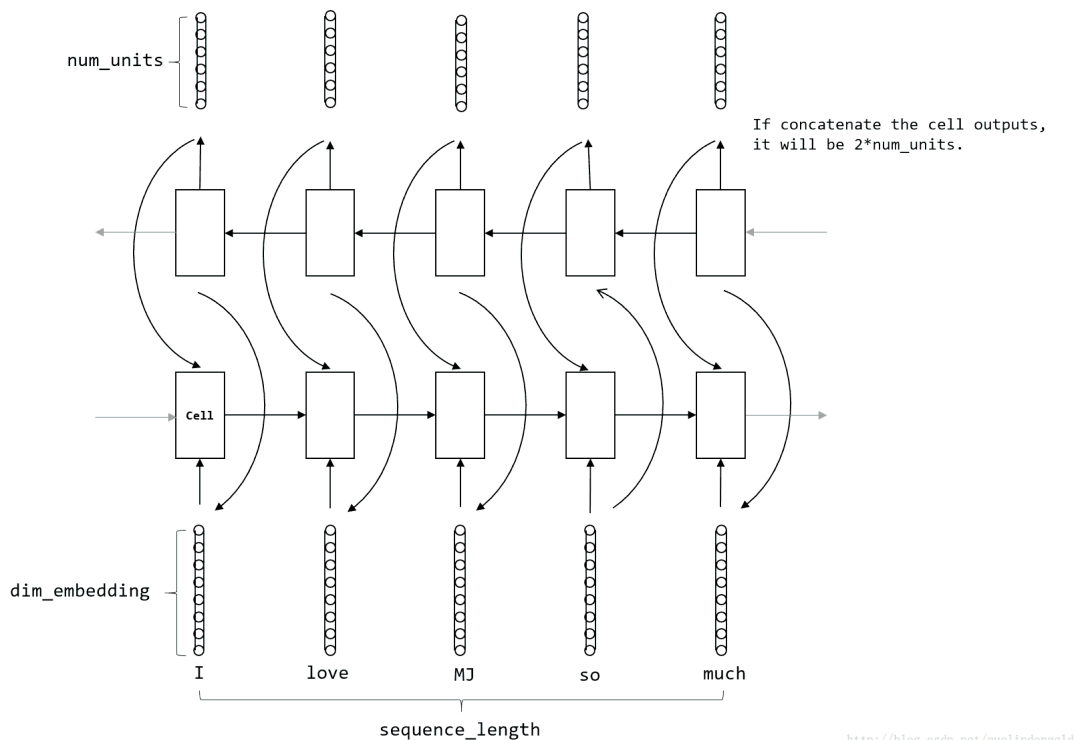 num_units
If concatenate the cell outputs,
it will be 2*num_units.
Cell
dim_embedding
I love MJ so much
sequence_length